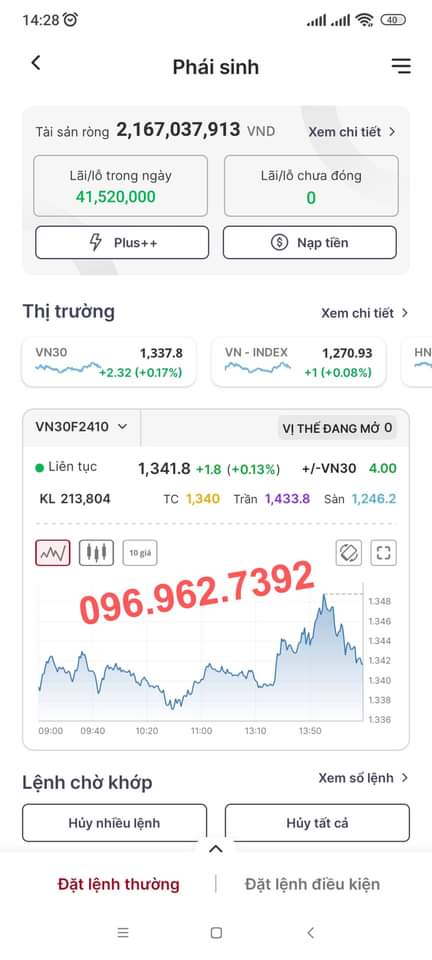 14:28
40
Phái sinh
Tài sản ròng 2,167,037,913 VND Xem chi tiết
Lãi/lỗ trong ngày
41,520,000
Lãi/lỗ chưa đóng
0
Plus++
Nạp tiền
Thị trường Xem chi tiết
VN30 1,337.8
+2.32 (+0.17%)
VN - INDEX 1,270.93
+1 (+0.08%)
HN
VN30F2410 VỊ THẾ ĐANG MỞ 0
Liên tục 1,341.8 +1.8 (+0.13%) +/-VN30 4.00
KL 213,804 TC 1,340 Trần 1,433.8 Sàn 1,246.2
10 giá
096.962.7392
1.348
1.346
1.344
1.342
1.340
1.338
1.336
09:00 09:40 10:20 11:00 13:10 13:50
Lệnh chờ khớp Xem sổ lệnh
Hủy nhiều lệnh Hủy tất cả
Đặt lệnh thường Đặt lệnh điều kiện